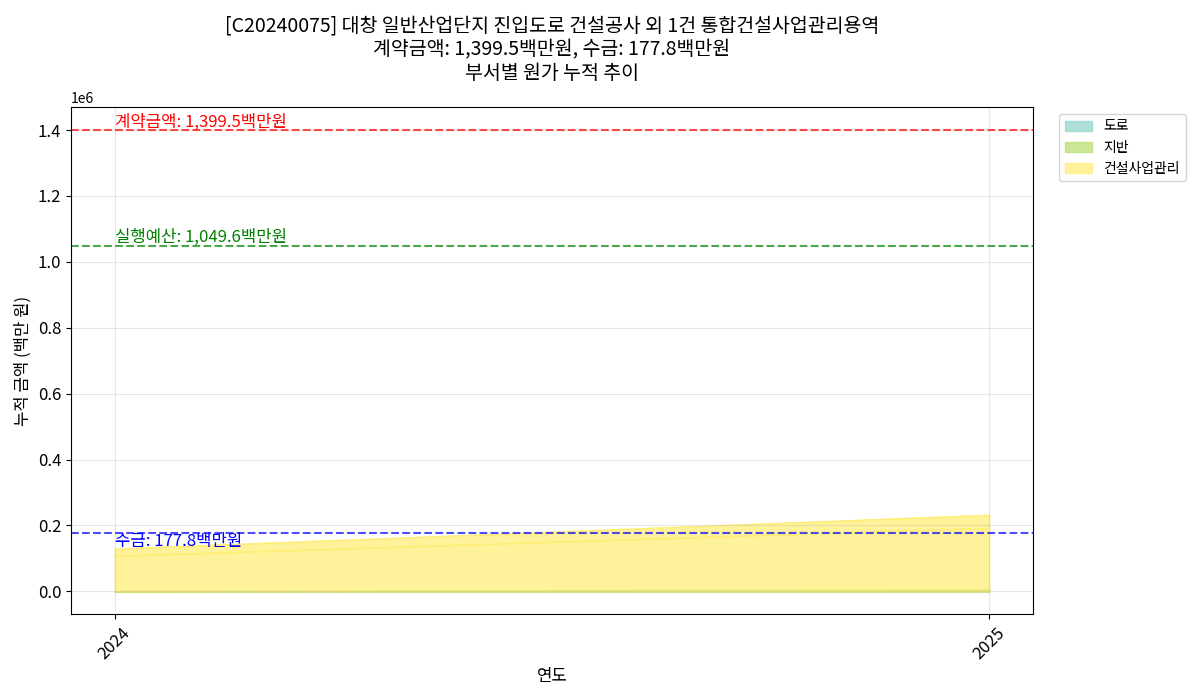 [C20240075] 대창 일반산업단지 진입도로 건설공사 외 1건 통합건설사업관리용역
계약금액: 1,399.5백만원, 수금: 177.8백만원
부서별 원가 누적 추이
1e6
계약금액: 1,399.5백만원
실행예산: 1,049.6백만원
수금: 177.8백만원
도로
지반
건설사업관리
누적 금액 (백만 원)
1.4
1.2
1.0
0.8
0.6
0.4
0.2
0.0
2024
2025
연도